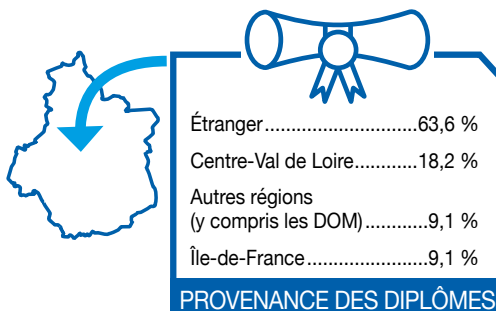 Étranger............................63,6 %
Centre-Val de Loire...........18,2 %
Autres régions
(y compris les DOM)...........9,1 %
Île-de-France.....................9,1 %
PROVENANCE DES DIPLÔMES